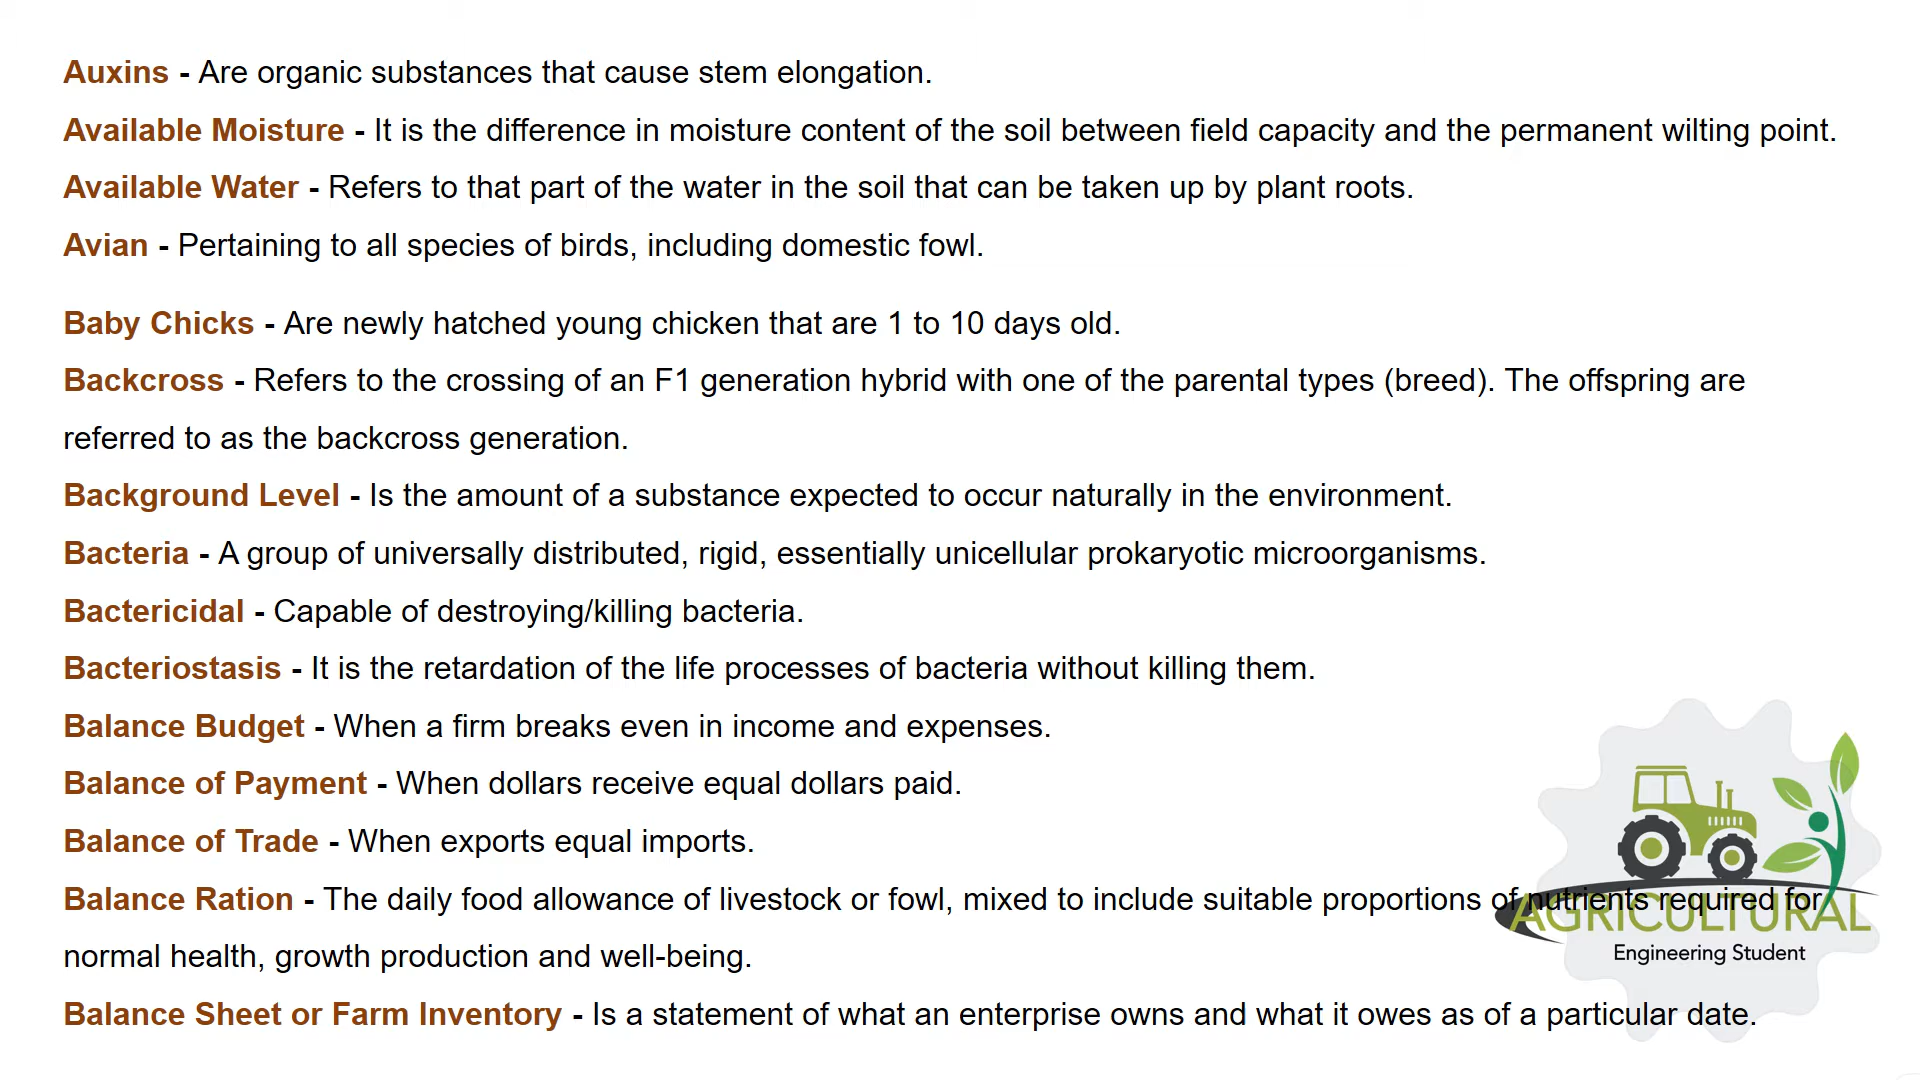 Auxins - Are organic substances that cause stem elongation.
Available Moisture - It is the difference in moisture content of the soil between field capacity and the permanent wilting point.
Available Water - Refers to that part of the water in the soil that can be taken up by plant roots.
Avian - Pertaining to all species of birds, including domestic fowl.
Baby Chicks - Are newly hatched young chicken that are 1 to 10 days old.
Backcross - Refers to the crossing of an F1 generation hybrid with one of the parental types (breed). The offspring are
referred to as the backcross generation.
Background Level - Is the amount of a substance expected to occur naturally in the environment.
Bacteria - A group of universally distributed, rigid, essentially unicellular prokaryotic microorganisms.
Bactericidal - Capable of destroying/killing bacteria.
Bacteriostasis - It is the retardation of the life processes of bacteria without killing them.
Balance Budget - When a firm breaks even in income and expenses.
Balance of Payment - When dollars receive equal dollars paid.
Balance of Trade - When exports equal imports.
Balance Ration - The daily food allowance of livestock or fowl, mixed to include suitable proportions of nutrients required for
normal health, growth production and well-being.
Balance Sheet or Farm Inventory - Is a statement of what an enterprise owns and what it owes as of a particular date.
AGRICULTURAL
Engineering Student